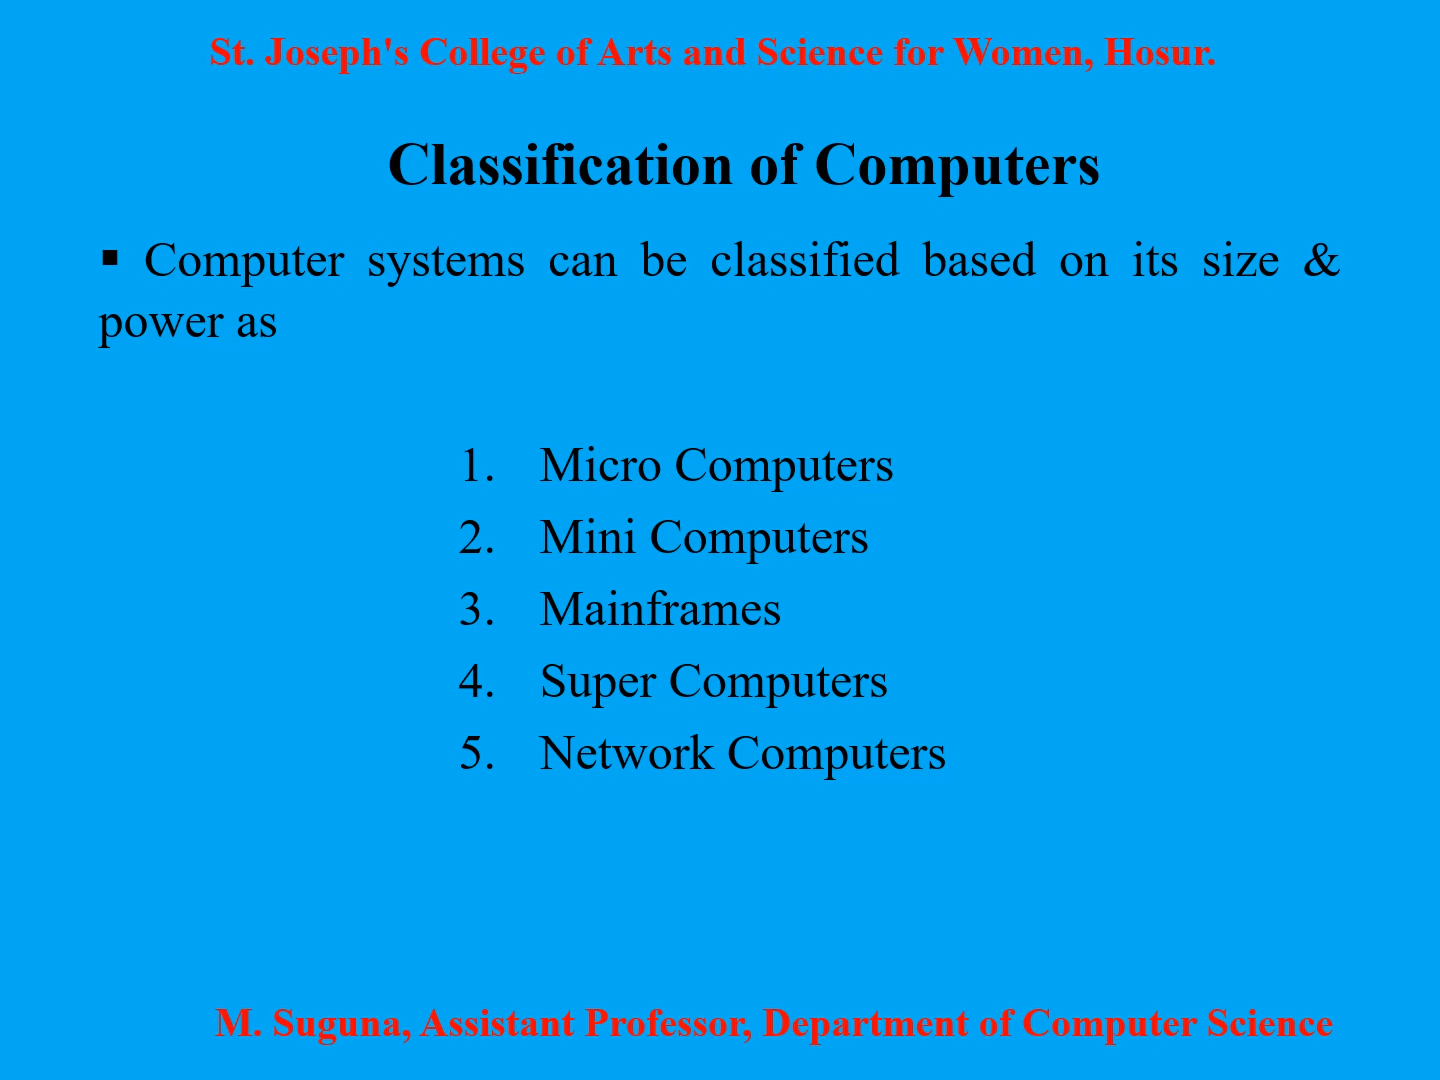 St. Joseph's College of Arts and Science for Women, Hosur.
Classification of Computers
▪ Computer systems can be classified based on its size &
power as
1. Micro Computers
2. Mini Computers
3. Mainframes
4. Super Computers
5. Network Computers
M. Suguna, Assistant Professor, Department of Computer Science